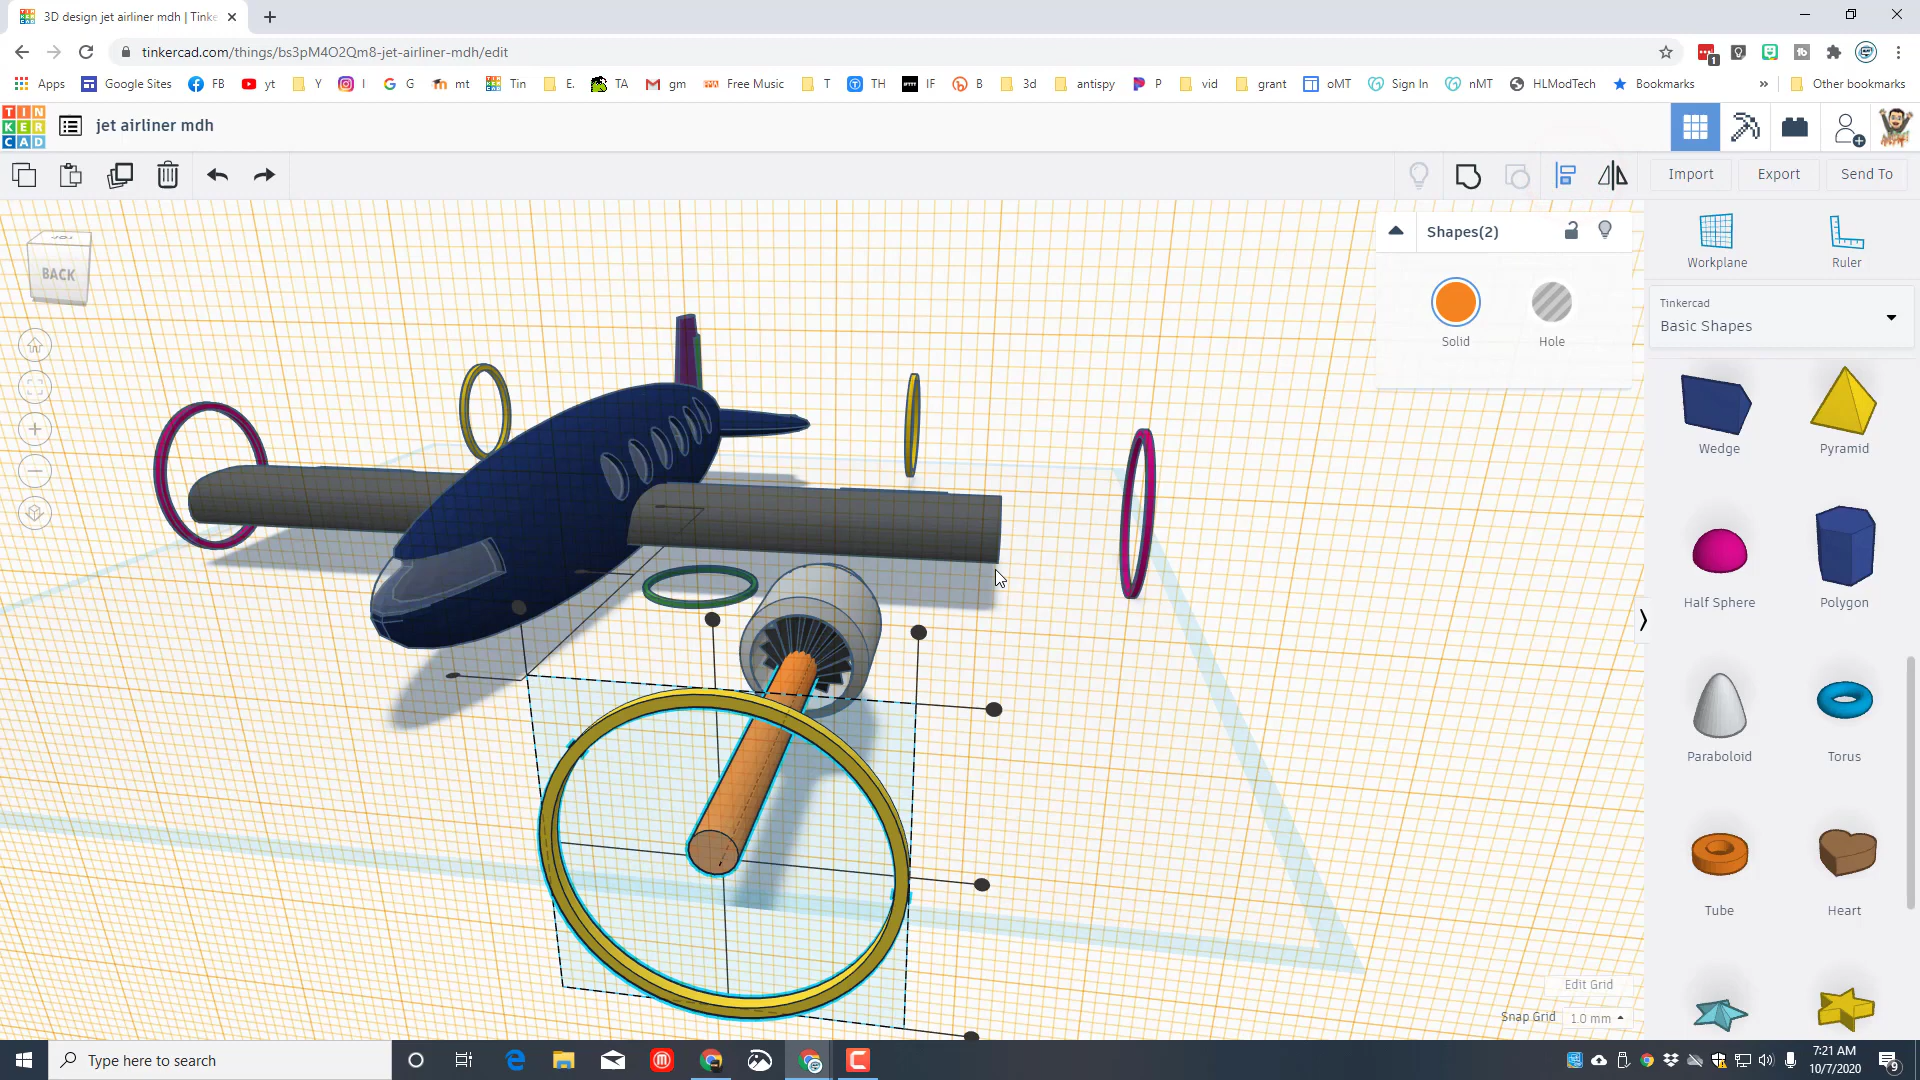 3D design jet airliner mdh | Tinke
tinkercad.com/things/bs3pM4O2Qm8-jet-airliner-mdh/edit
1
Apps
Google Sites
FB
yt
Y
I
G
mt
Tin
E.
TA
gm
Free Music
T
TH
IF
B
3d
antispy
P
vid
grant
oMT
Sign In
nMT
HLModTech
Bookmarks
»
Other bookmarks
TIN
KER
CAD
jet airliner mdh
Import
Export
Send To
TOP
BACK
Shapes(2)
Solid
Hole
Workplane
Ruler
Tinkercad
Basic Shapes
Wedge
Pyramid
Half Sphere
Polygon
Paraboloid
Torus
Tube
Heart
Edit Grid
Snap Grid
1.0 mm
Type here to search
7:21 AM
10/7/2020
9